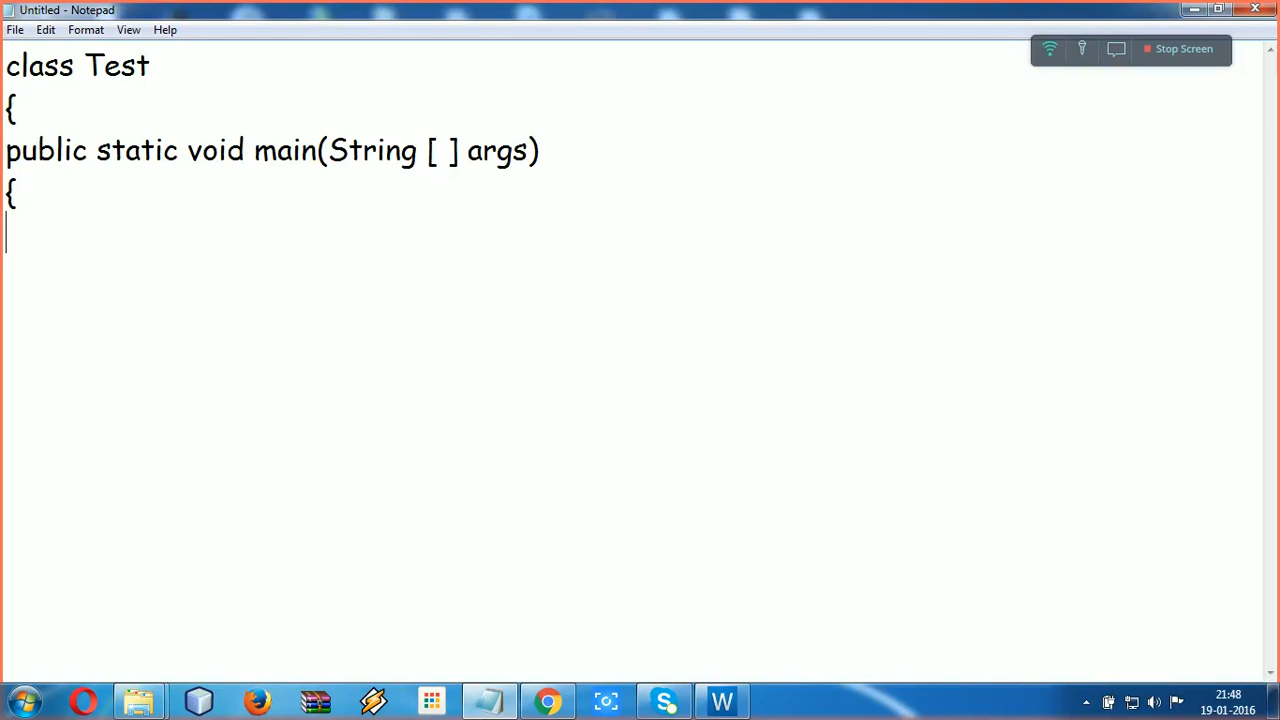 Untitled - Notepad
File Edit Format View Help
Stop Screen
class Test
{
public static void main(String [ ] args)
{
W
21:48
19-01-2016